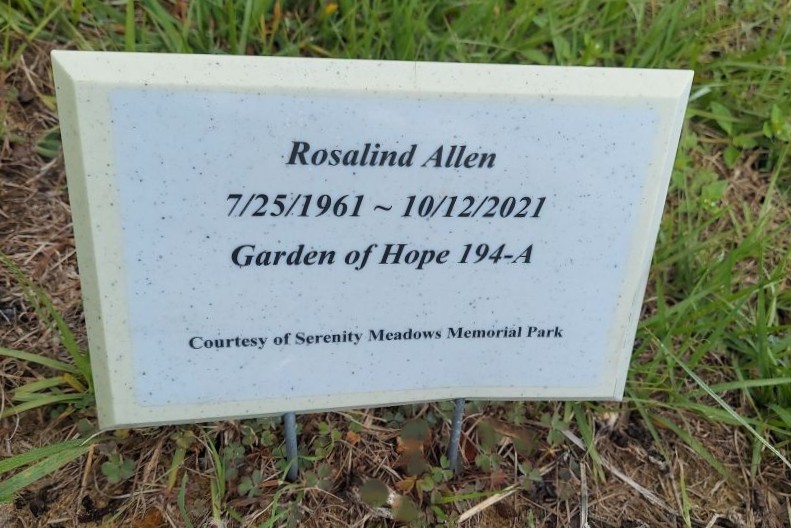 Rosalind Allen
7/25/1961 ~ 10/12/2021
Garden of Hope 194-A
Courtesy of Serenity Meadows Memorial Park